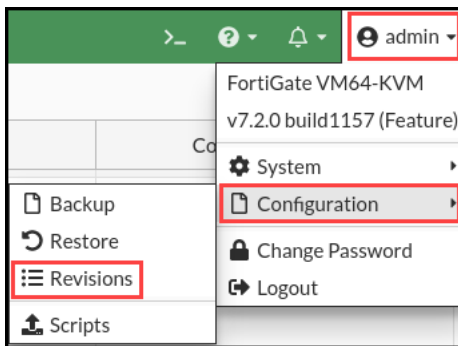 >_
admin
FortiGate VM64-KVM
v7.2.0 build1157 (Feature)
Co
System
Configuration
Change Password
Logout
Backup
Restore
Revisions
Scripts